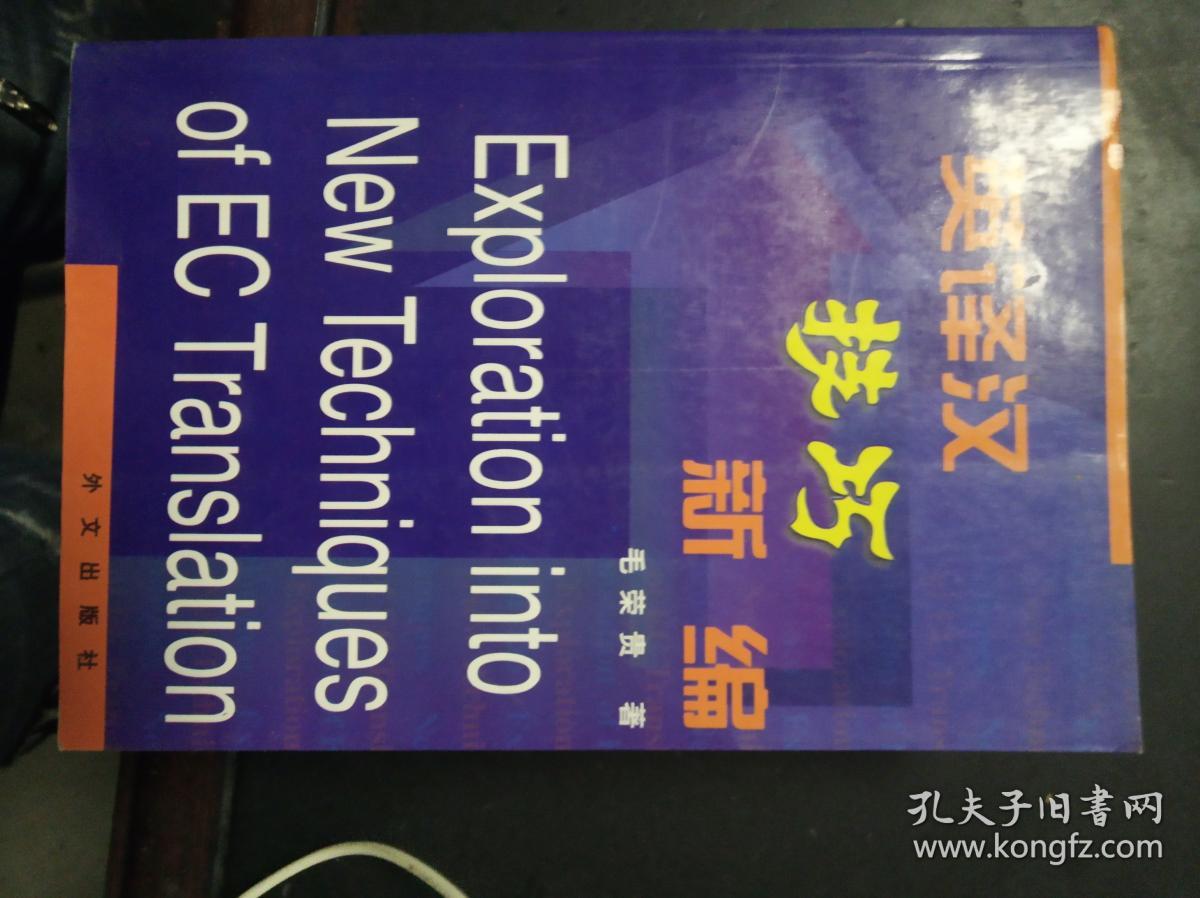 英译汉
技巧
新编
毛荣贵 著
Exploration into
New Techniques
of EC Translation
外文出版社
孔夫子旧书网
www.kongfz.com